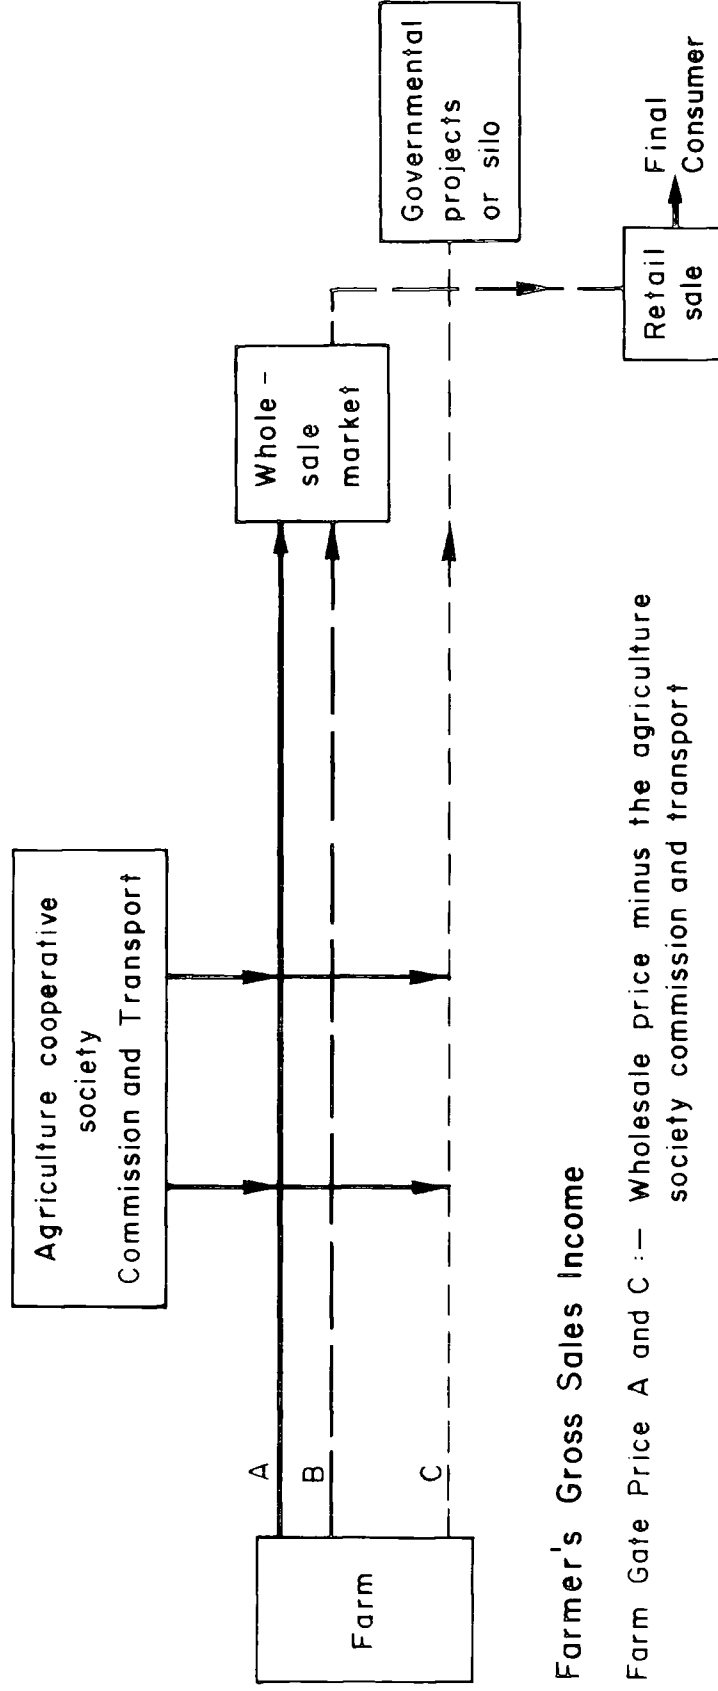 Agriculture cooperative
society
Commission and Transport
Farm
A
B
C
Whole-
sale
market
Governmental
projects
or silo
Retail
sale
Final
Consumer
Farmer's Gross Sales Income
Farm Gate Price A and C :— Wholesale price minus the agriculture
society commission and transport